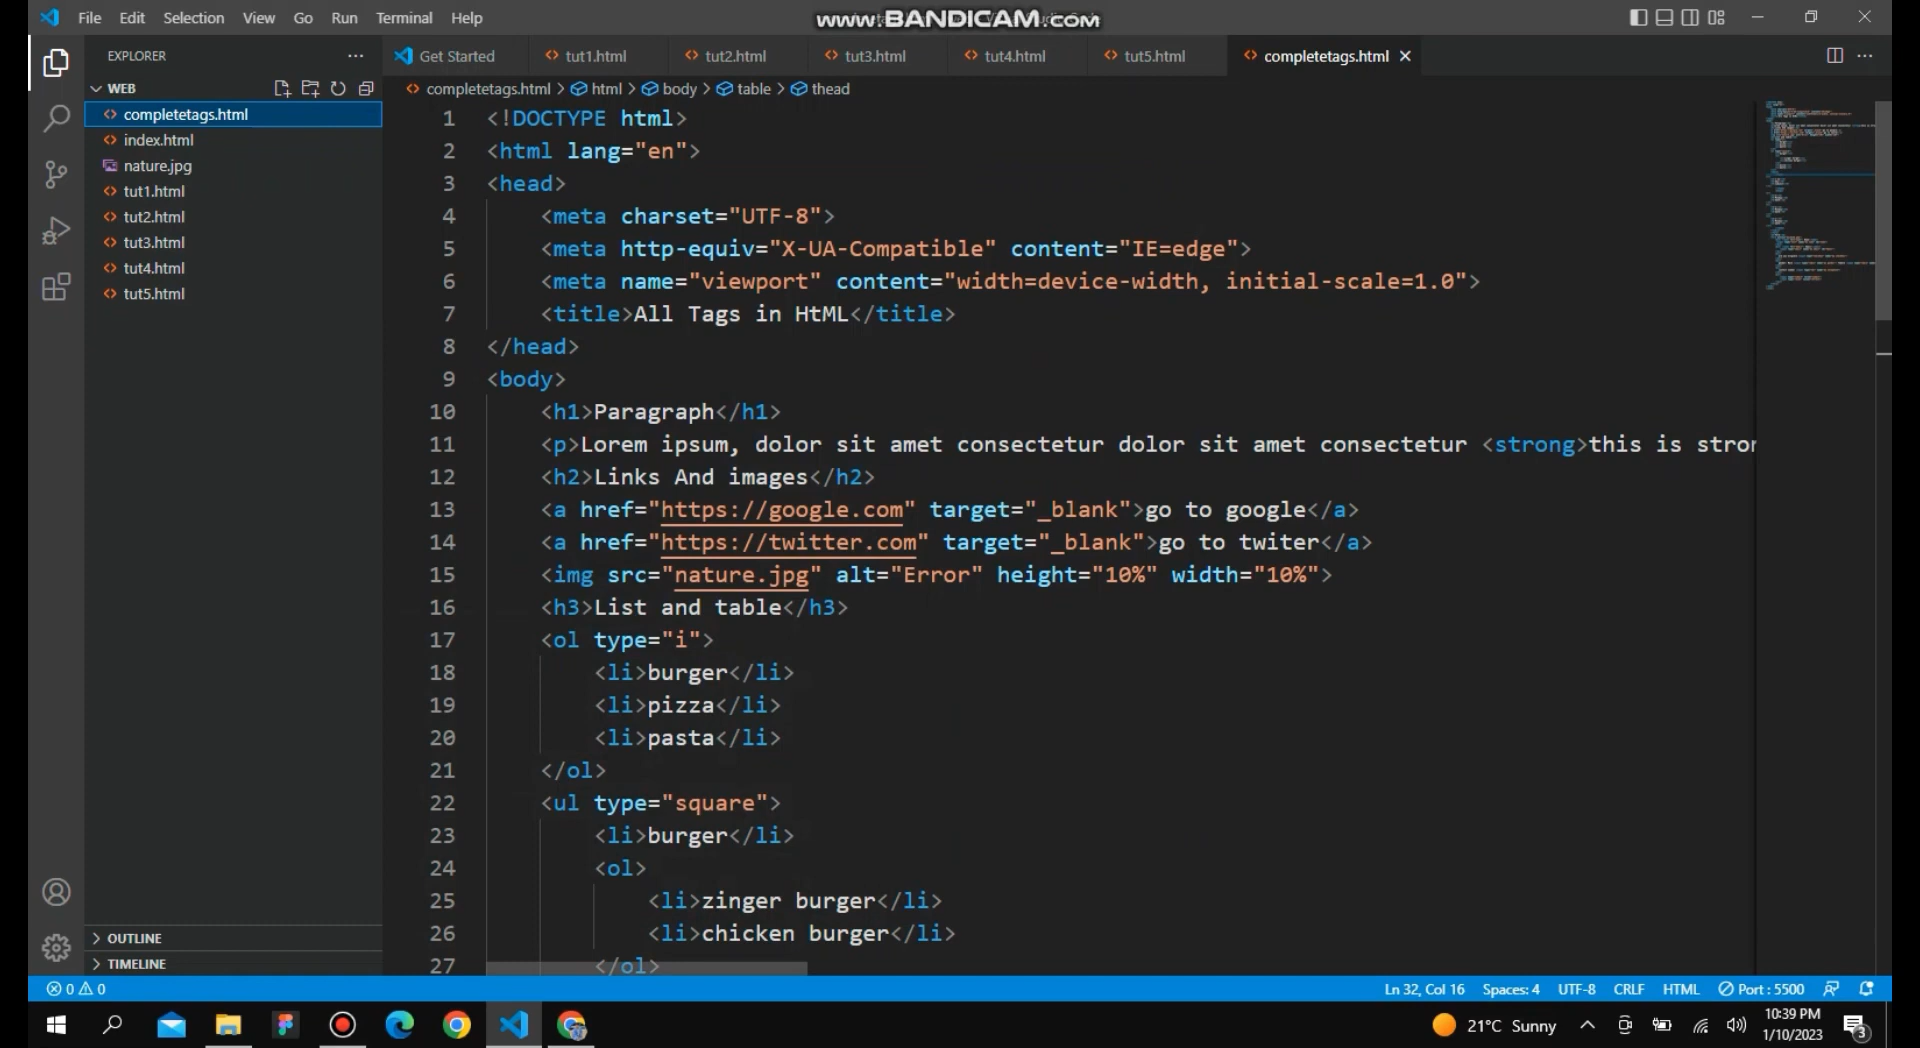 File Edit Selection View Go Run Terminal Help
www.BANDICAM.com
EXPLORER
WEB
completetags.html
index.html
nature.jpg
tut1.html
tut2.html
tut3.html
tut4.html
tut5.html
OUTLINE
TIMELINE
Get Started tut1.html tut2.html tut3.html tut4.html tut5.html completetags.html
completetags.html > html > body > table > thead
1 <!DOCTYPE html>
2 <html lang="en">
3 <head>
4 <meta charset="UTF-8">
5 <meta http-equiv="X-UA-Compatible" content="IE=edge">
6 <meta name="viewport" content="width=device-width, initial-scale=1.0">
7 <title>All Tags in HtML</title>
8 </head>
9 <body>
10 <h1>Paragraph</h1>
11 <p>Lorem ipsum, dolor sit amet consectetur dolor sit amet consectetur <strong>this is stror
12 <h2>Links And images</h2>
13 <a href="https://google.com" target="_blank">go to google</a>
14 <a href="https://twitter.com" target="_blank">go to twiter</a>
15 <img src="nature.jpg" alt="Error" height="10%" width="10%">
16 <h3>List and table</h3>
17 <ol type="i">
18 <li>burger</li>
19 <li>pizza</li>
20 <li>pasta</li>
21 </ol>
22 <ul type="square">
23 <li>burger</li>
24 <ol>
25 <li>zinger burger</li>
26 <li>chicken burger</li>
27 </ol>
0 0 Ln 32, Col 16 Spaces: 4 UTF-8 CRLF HTML Port : 5500
21°C Sunny
10:39 PM
1/10/2023
3